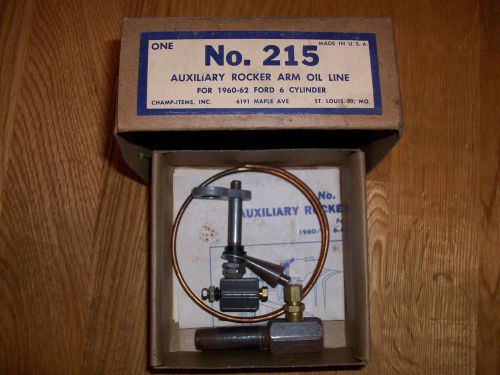 ONE
No. 215
MADE IN U.S.A.
AUXILIARY ROCKER ARM OIL LINE
FOR 1960-62 FORD 6 CYLINDER
CHAMP-ITEMS, INC. 6191 MAPLE AVE. ST. LOUIS 30, MO.
No.
AUXILIARY ROCKER
1960-